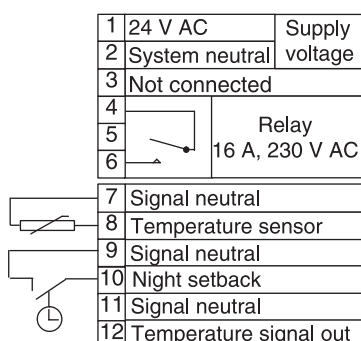 1 24 V AC Supply
2 System neutral voltage
3 Not connected
4
5 Relay
6 16 A, 230 V AC
7 Signal neutral
8 Temperature sensor
9 Signal neutral
10 Night setback
11 Signal neutral
12 Temperature signal out